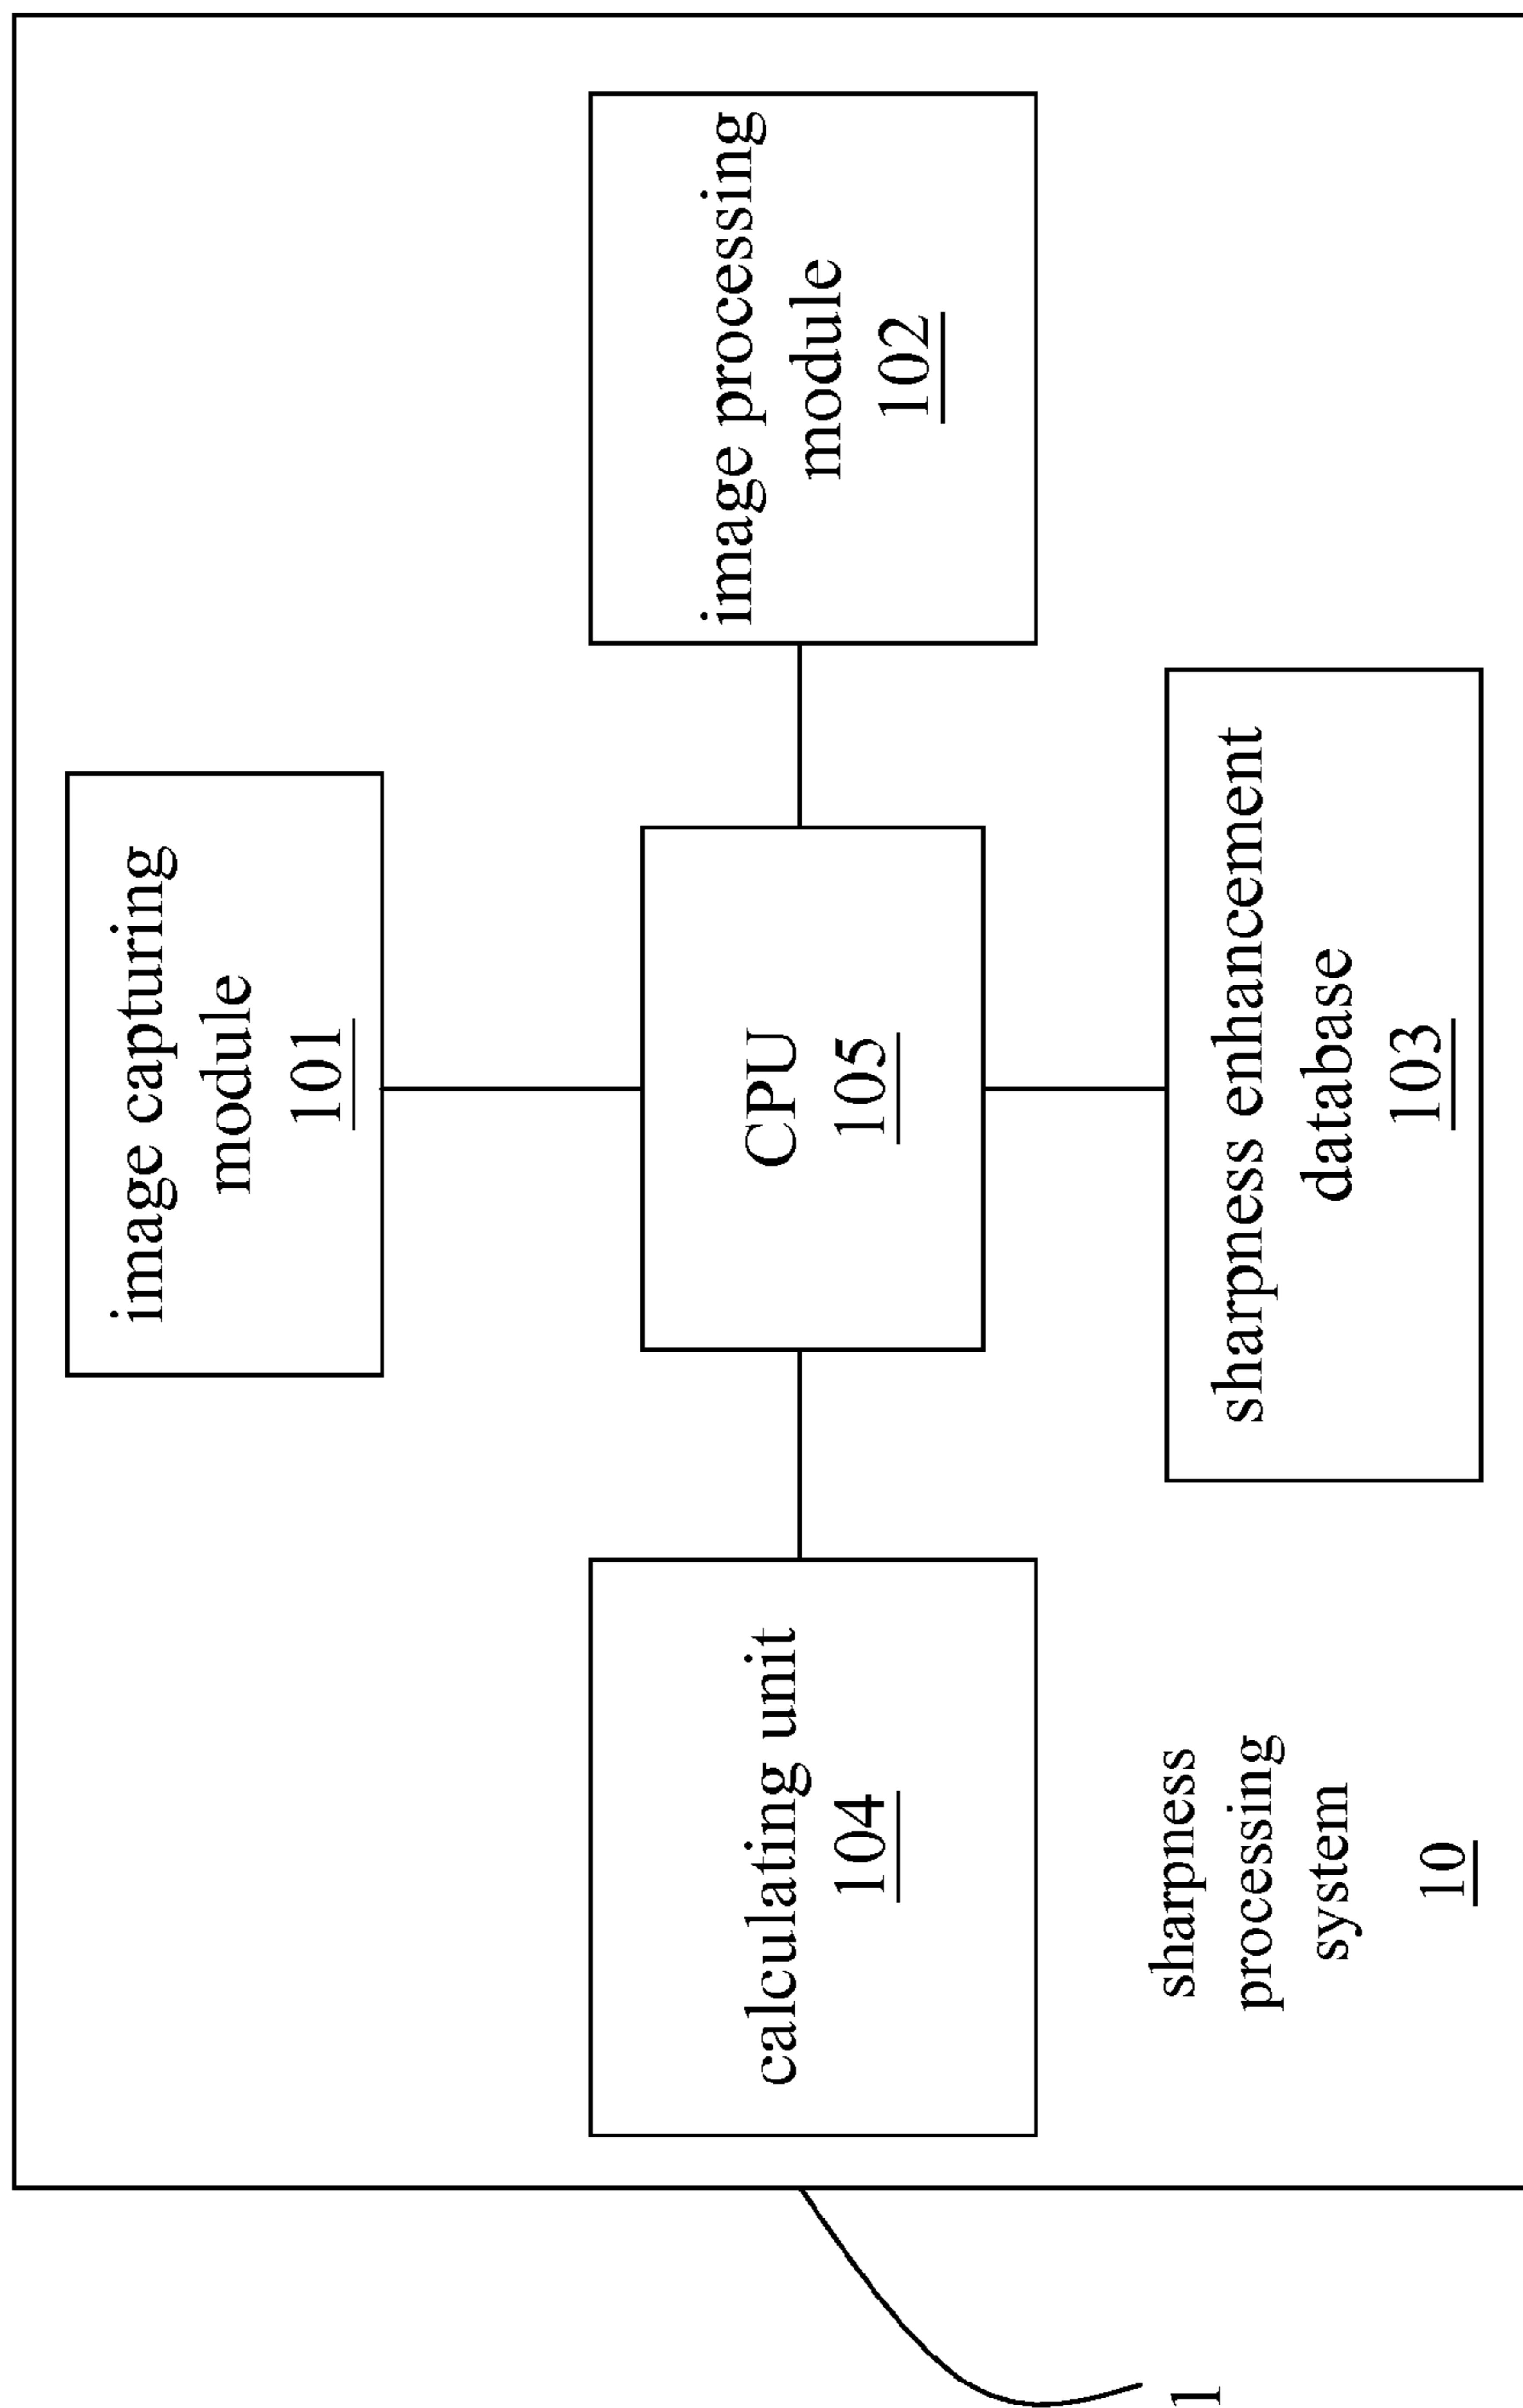 image capturing
module
101
calculating unit
104
CPU
105
image processing
module
102
sharpness enhancement
database
103
sharpness
processing
system
10
1